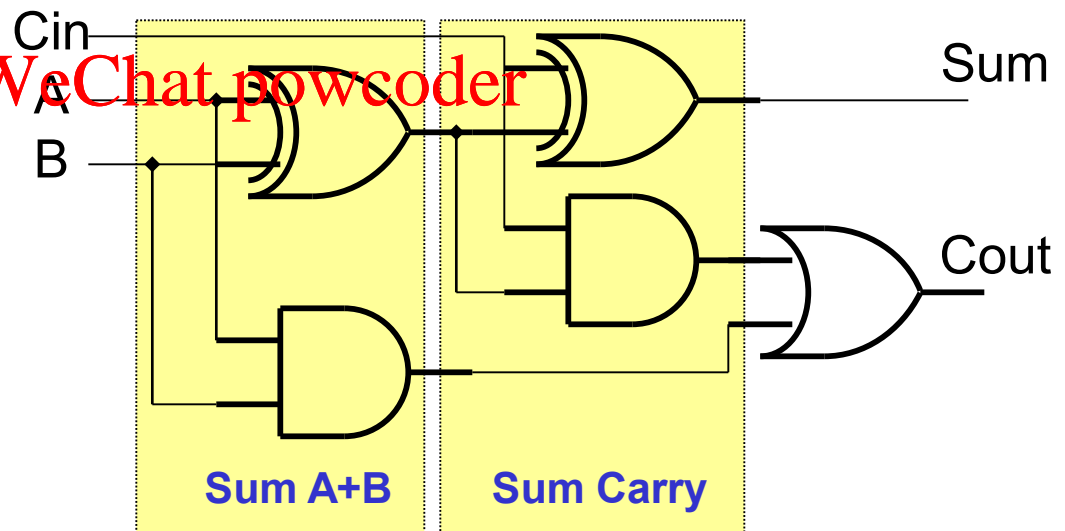 Cin
WeChat powcoder
A
B
Sum
Cout
Sum A+B
Sum Carry